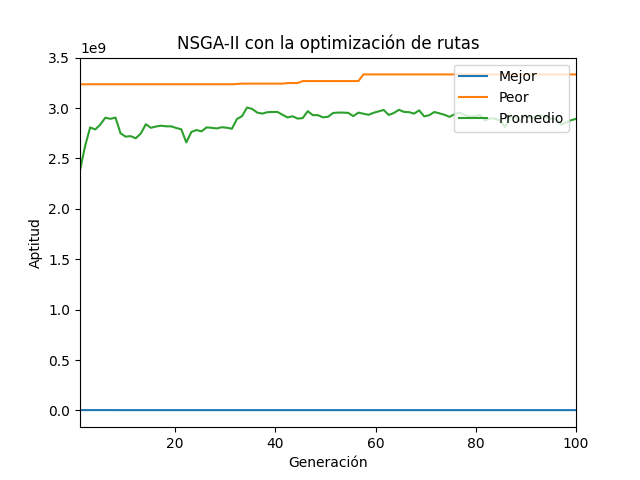 NSGA-II con la optimización de rutas
1e9
3.5
3.0
2.5
2.0
1.5
1.0
0.5
0.0
Aptitud
Mejor
Peor
Promedio
20
40
60
80
100
Generación